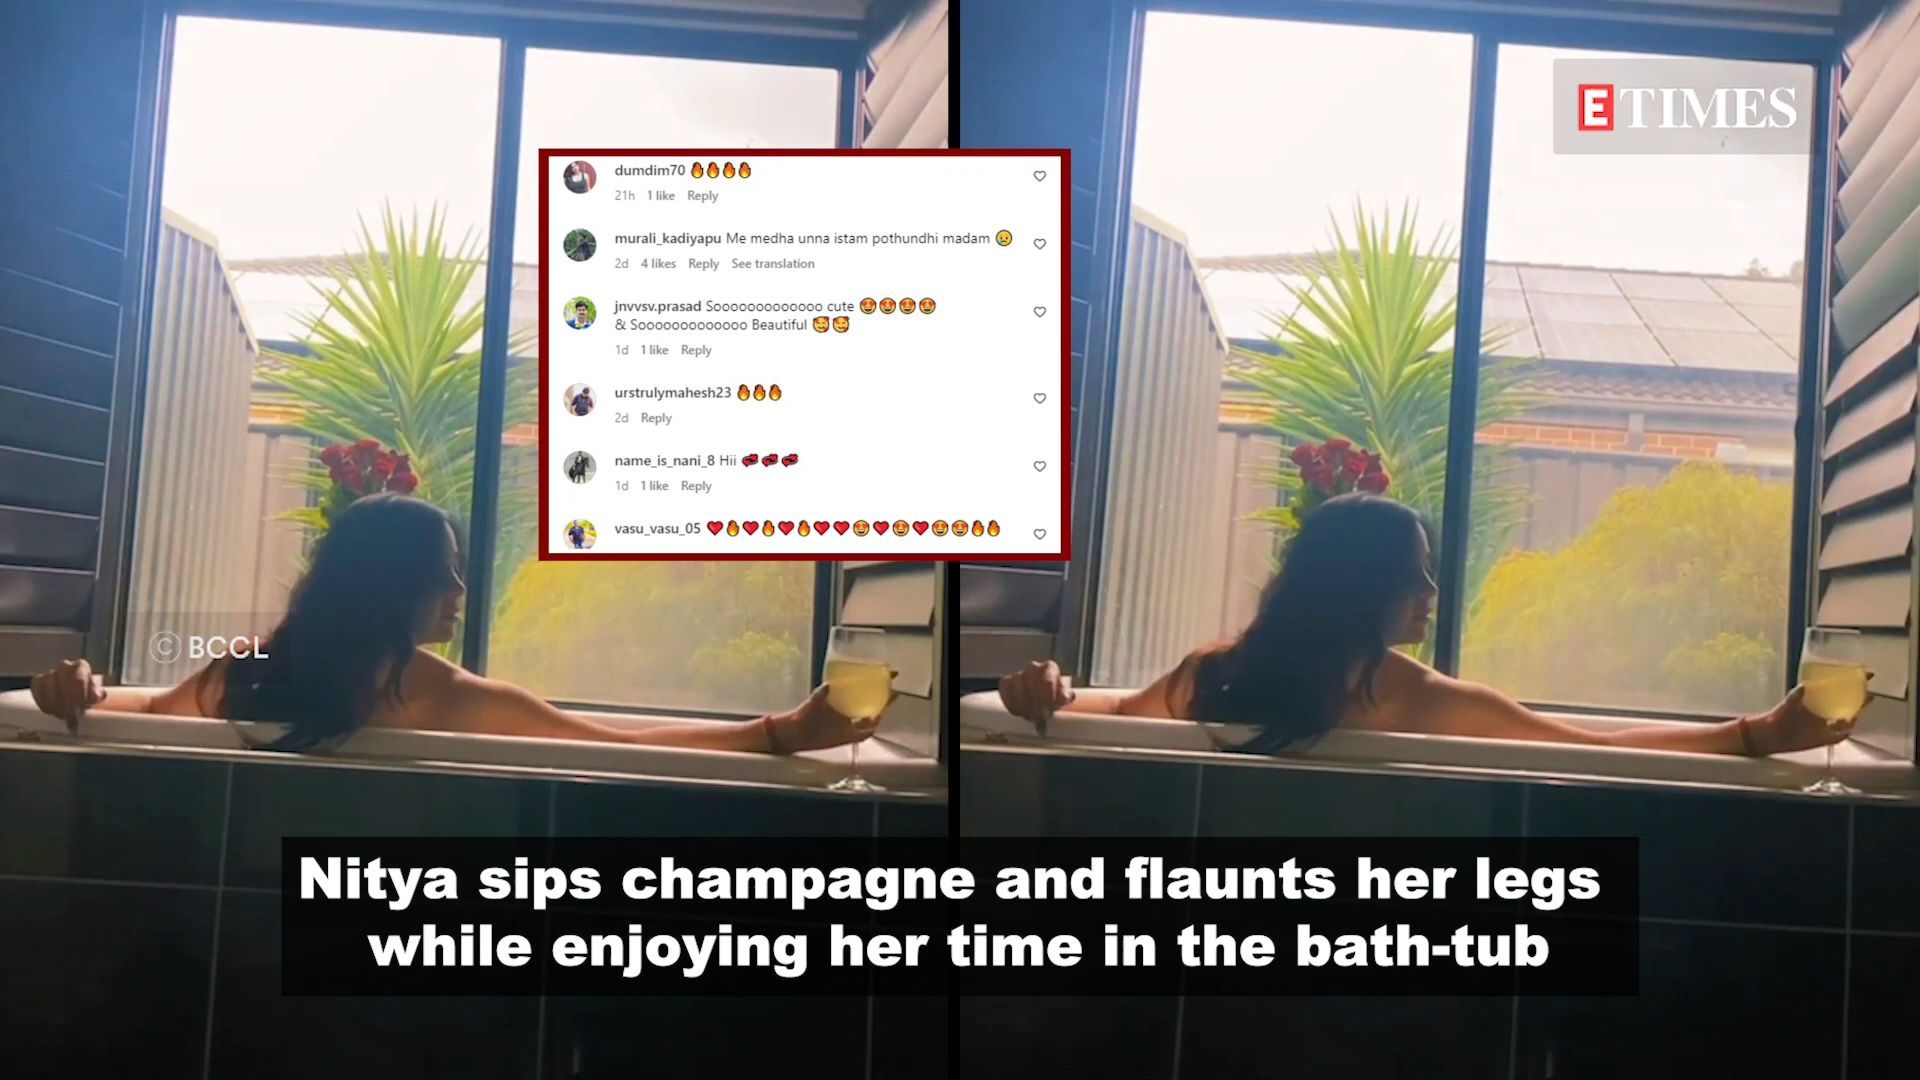 E TIMES
dumdim70 🔥🔥🔥🔥
21h 1 like Reply
murali_kadiyapu Me medha unna istam pothundhi madam 😥
2d 4 likes Reply See translation
jnvvsv.prasad Sooooooooooooo cute 🤩🤩🤩🤩
& Sooooooooooooo Beautiful 🥰🥰
1d 1 like Reply
urstrulymahesh23 🔥🔥🔥
2d Reply
name_is_nani_8 Hii 💋💋💋
1d 1 like Reply
vasu_vasu_05 ❤️🔥❤️🔥❤️🔥❤️❤️🤩❤️🤩❤️🤩🤩🔥🔥
© BCCL
Nitya sips champagne and flaunts her legs
while enjoying her time in the bath-tub